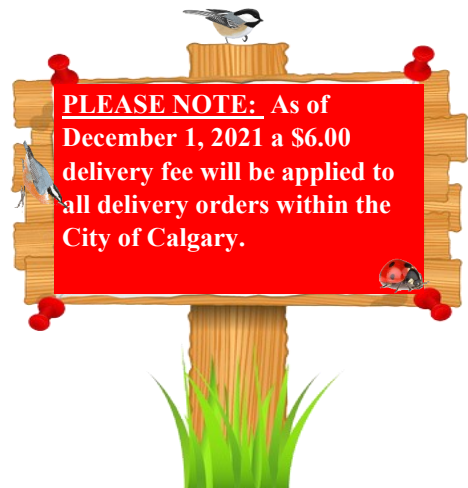 PLEASE NOTE: As of
December 1, 2021 a $6.00
delivery fee will be applied to
all delivery orders within the
City of Calgary.